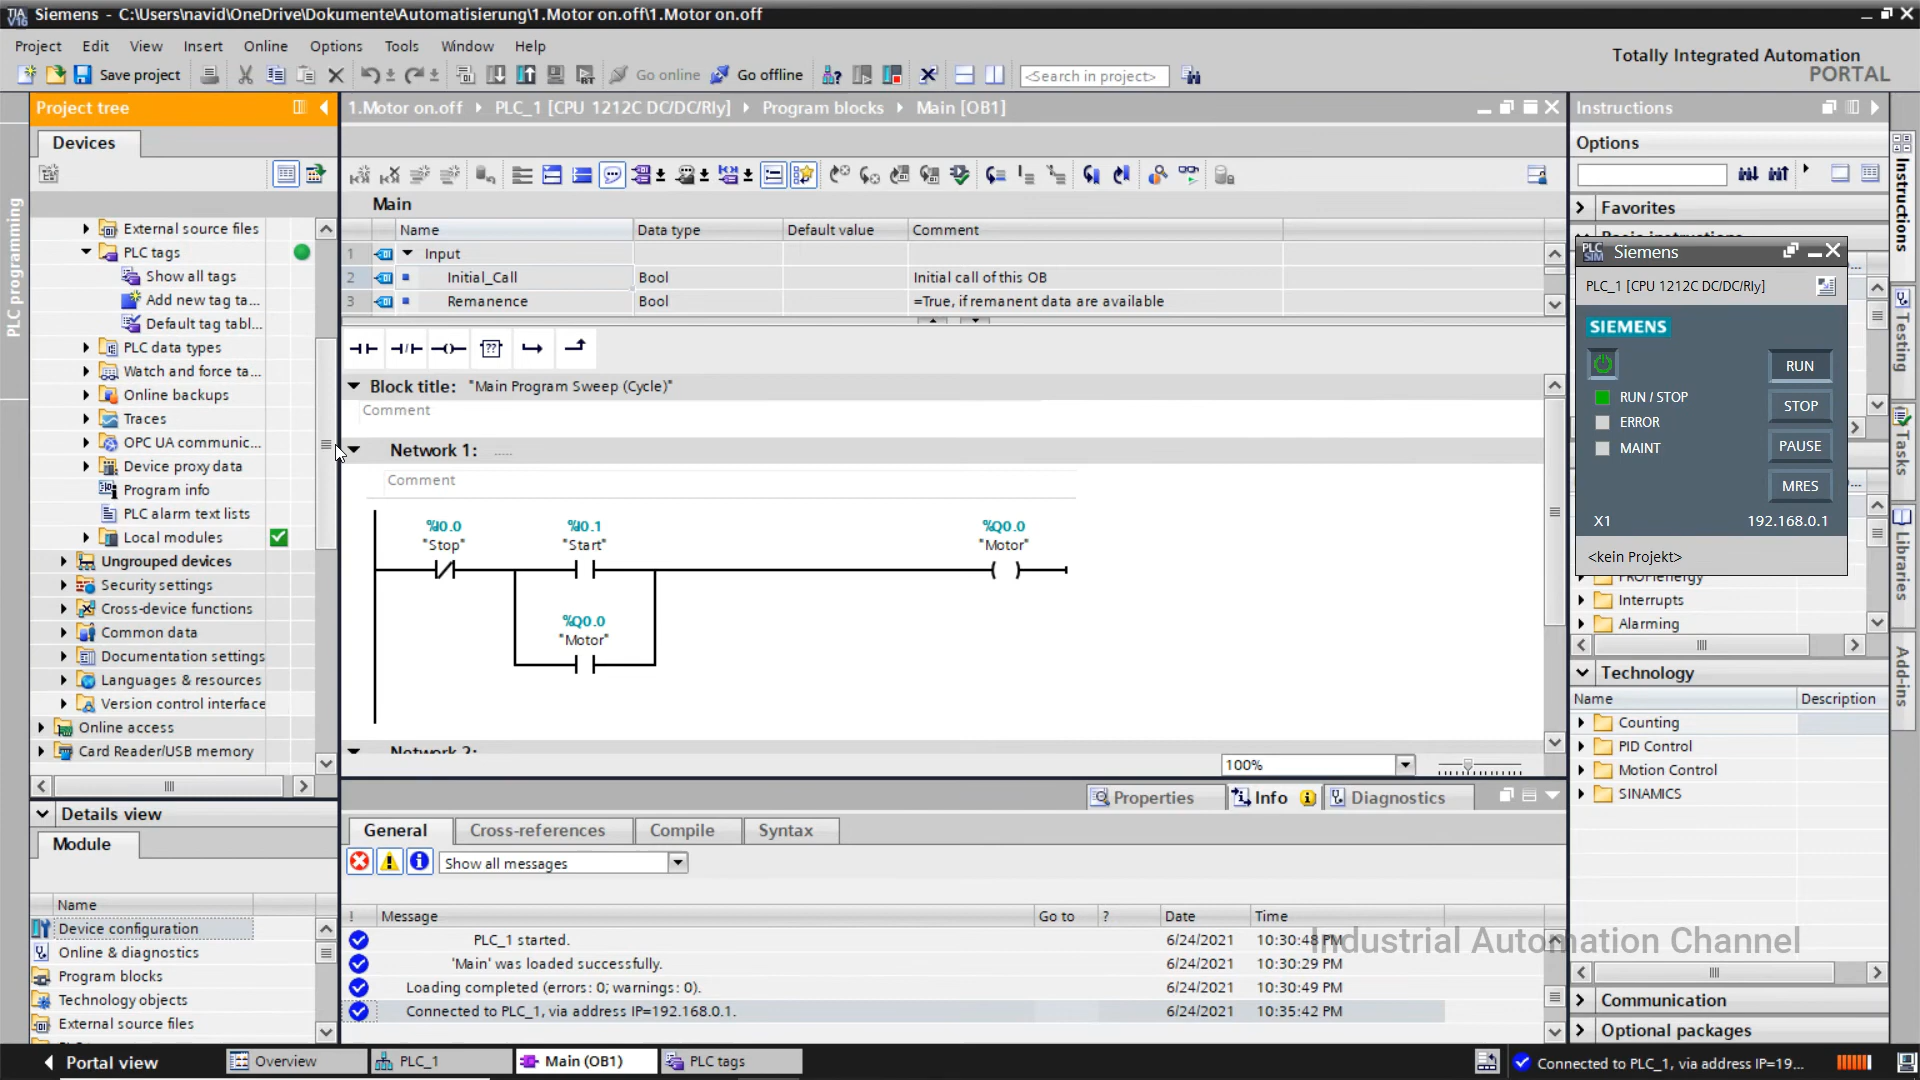 Siemens - C:\Users\navid\OneDrive\Dokumente\Automatisierung\1.Motor on.off\1.Motor on.off
Project Edit View Insert Online Options Tools Window Help
Totally Integrated Automation
PORTAL
Save project
Go online
Go offline
<Search in project>
Project tree
1.Motor on.off PLC_1 [CPU 1212C DC/DC/Rly] Program blocks Main [OB1]
Instructions
Devices
Options
PLC programming
Main
Name Data type Default value Comment
1 Input
2 Initial_Call Bool Initial call of this OB
3 Remanence Bool =True, if remanent data are available
External source files
PLC tags
Show all tags
Add new tag ta...
Default tag tabl...
PLC data types
Watch and force ta...
Online backups
Traces
OPC UA communic...
Device proxy data
Program info
PLC alarm text lists
Local modules
Ungrouped devices
Security settings
Cross-device functions
Common data
Documentation settings
Languages & resources
Version control interface
Online access
Card Reader/USB memory
Block title: "Main Program Sweep (Cycle)"
Comment
Network 1: .....
Comment
%I0.0 %I0.1 %Q0.0
"Stop" "Start" "Motor"
%Q0.0
"Motor"
Network 2:
100%
Favorites
PLC SIM Siemens
PLC_1 [CPU 1212C DC/DC/Rly]
SIEMENS
RUN
RUN / STOP
STOP
ERROR
PAUSE
MAINT
MRES
X1 192.168.0.1
<kein Projekt>
PROFIenergy
Interrupts
Alarming
Technology
Name Description
Counting
PID Control
Motion Control
SINAMICS
Communication
Optional packages
Instructions
Testing
Tasks
Libraries
Add-ins
Details view
Module
Name
Device configuration
Online & diagnostics
Program blocks
Technology objects
External source files
Properties Info Diagnostics
General Cross-references Compile Syntax
Show all messages
! Message Go to ? Date Time
PLC_1 started. 6/24/2021 10:30:48 PM
'Main' was loaded successfully. 6/24/2021 10:30:29 PM
Loading completed (errors: 0; warnings: 0). 6/24/2021 10:30:49 PM
Connected to PLC_1, via address IP=192.168.0.1. 6/24/2021 10:35:42 PM
Industrial Automation Channel
Portal view Overview PLC_1 Main (OB1) PLC tags
Connected to PLC_1, via address IP=19...